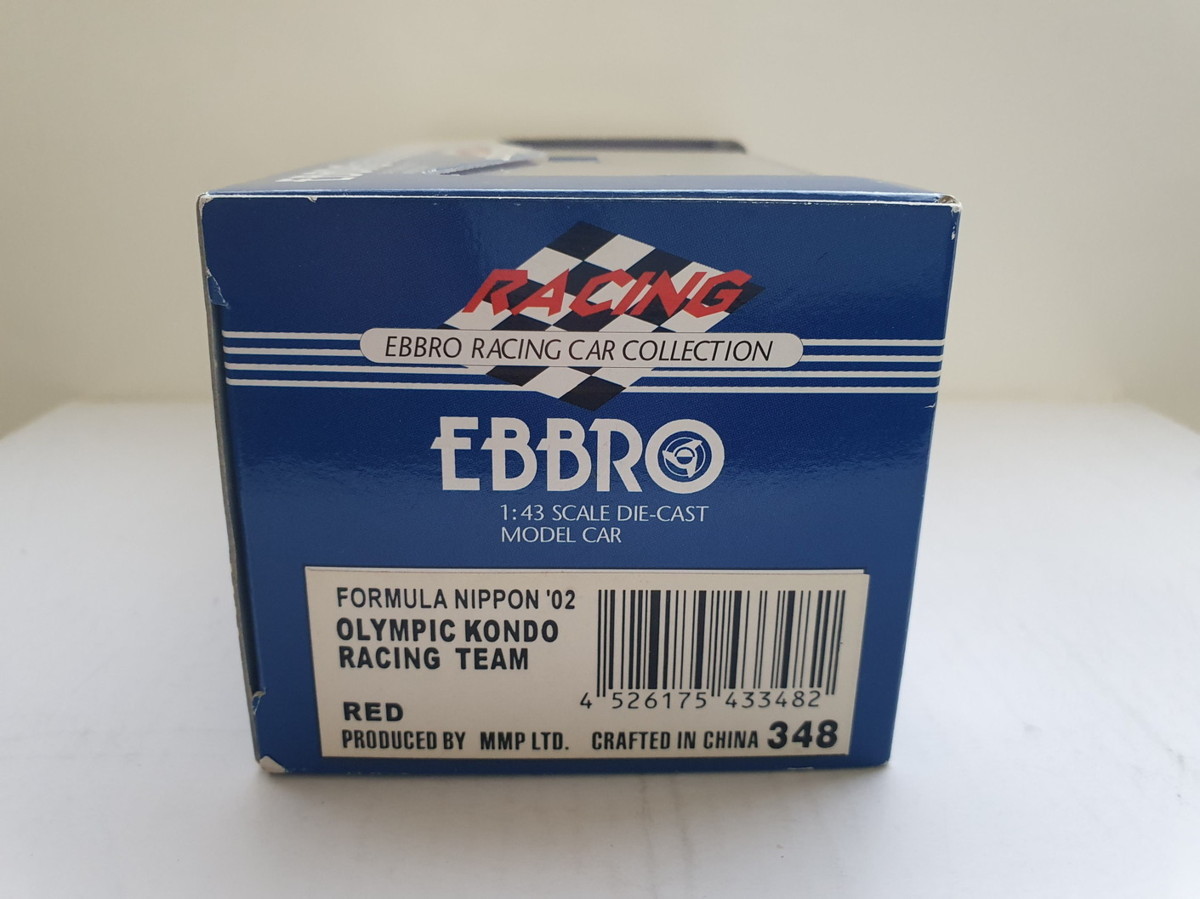 RACING
EBBRO RACING CAR COLLECTION
EBBRO
1:43 SCALE DIE-CAST
MODEL CAR
FORMULA NIPPON '02
OLYMPIC KONDO
RACING TEAM
4 526175 433482
RED
PRODUCED BY MMP LTD. CRAFTED IN CHINA 348